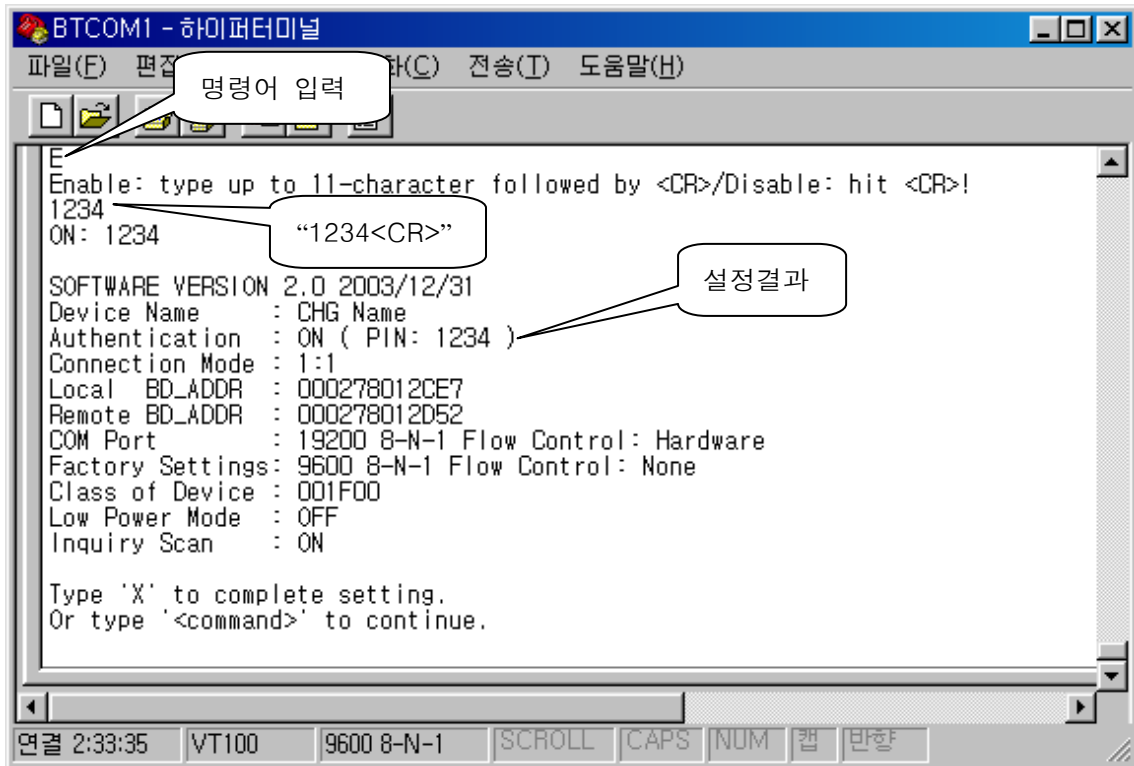 BTCOM1 - 하이퍼터미널
파일(F) 편집 화(C) 전송(T) 도움말(H)
명령어 입력
E
Enable: type up to 11-character followed by <CR>/Disable: hit <CR>!
1234
ON: 1234
“1234<CR>”
설정결과
SOFTWARE VERSION 2.0 2003/12/31
Device Name : CHG Name
Authentication : ON ( PIN: 1234 )
Connection Mode : 1:1
Local BD_ADDR : 000278012CE7
Remote BD_ADDR : 000278012D52
COM Port : 19200 8-N-1 Flow Control: Hardware
Factory Settings: 9600 8-N-1 Flow Control: None
Class of Device : 001F00
Low Power Mode : OFF
Inquiry Scan : ON
Type 'X' to complete setting.
Or type '<command>' to continue.
연결 2:33:35 VT100 9600 8-N-1 SCROLL CAPS NUM 캡 반향